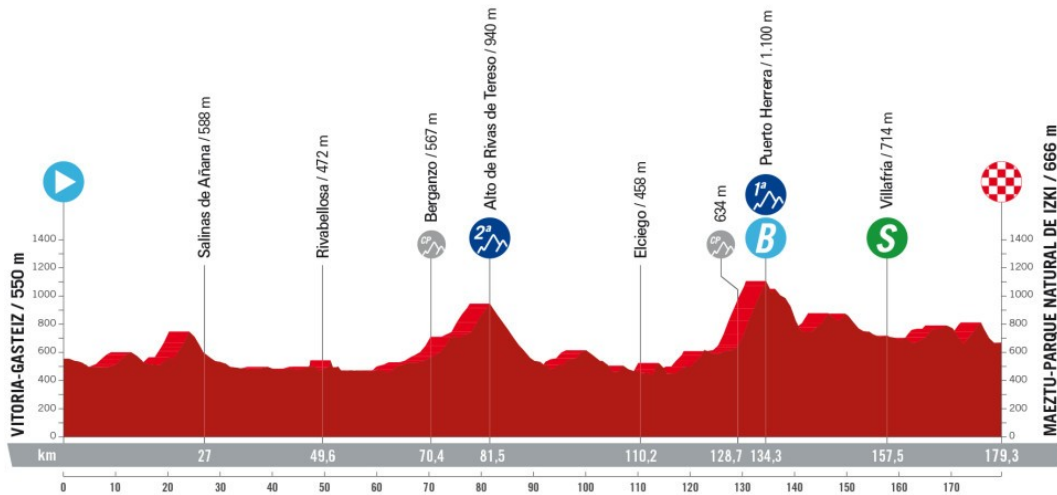 VITORIA-GASTEIZ / 550 m
Salinas de Añana / 588 m
Rivabellosa / 472 m
Berganzo / 567 m
CP
Alto de Rivas de Tereso / 940 m
2ª
Elciego / 458 m
634 m
CP
Puerto Herrera / 1.100 m
1ª
B
Villafría / 714 m
S
MAEZTU-PARQUE NATURAL DE IZKI / 666 m
1400
1200
1000
800
600
400
200
0
1400
1200
1000
800
600
400
200
0
km 27 49,6 70,4 81,5 110,2 128,7 134,3 157,5 179,3
0 10 20 30 40 50 60 70 80 90 100 110 120 130 140 150 160 170